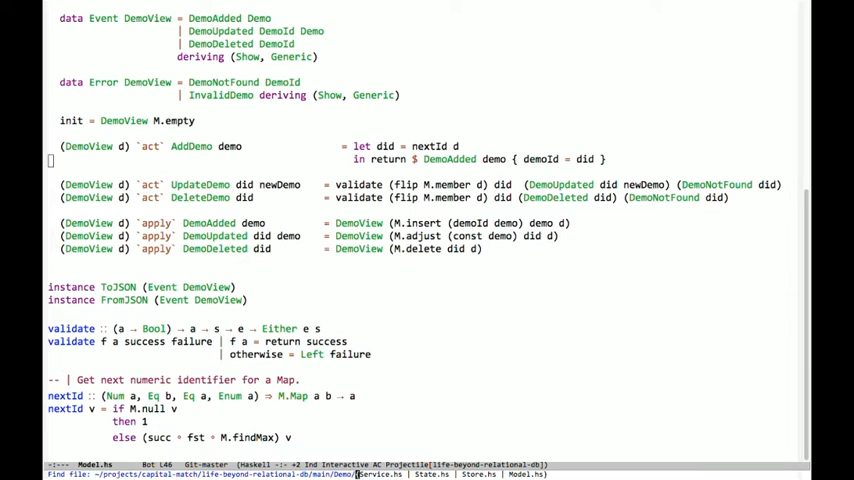 data Event DemoView = DemoAdded Demo
| DemoUpdated DemoId Demo
| DemoDeleted DemoId
deriving (Show, Generic)
data Error DemoView = DemoNotFound DemoId
| InvalidDemo deriving (Show, Generic)
init = DemoView M.empty
(DemoView d) `act` AddDemo demo = let did = nextId d
in return $ DemoAdded demo { demoId = did }
(DemoView d) `act` UpdateDemo did newDemo = validate (flip M.member d) did (DemoUpdated did newDemo) (DemoNotFound did)
(DemoView d) `act` DeleteDemo did = validate (flip M.member d) did (DemoDeleted did) (DemoNotFound did)
(DemoView d) `apply` DemoAdded demo = DemoView (M.insert (demoId demo) demo d)
(DemoView d) `apply` DemoUpdated did demo = DemoView (M.adjust (const demo) did d)
(DemoView d) `apply` DemoDeleted did = DemoView (M.delete did d)
instance ToJSON (Event DemoView)
instance FromJSON (Event DemoView)
validate ∷ (a → Bool) → a → s → e → Either e s
validate f a success failure | f a = return success
| otherwise = Left failure
-- | Get next numeric identifier for a Map.
nextId ∷ (Num a, Eq b, Eq a, Enum a) ⇒ M.Map a b → a
nextId v = if M.null v
then 1
else (succ ∘ fst ∘ M.findMax) v
-:--- Model.hs Bot L46 Git-master (Haskell -:- +2 Ind Interactive AC Projectile[life-beyond-relational-db])
Find file: ~/projects/capital-match/life-beyond-relational-db/main/Demo/{Service.hs | State.hs | Store.hs | Model.hs}